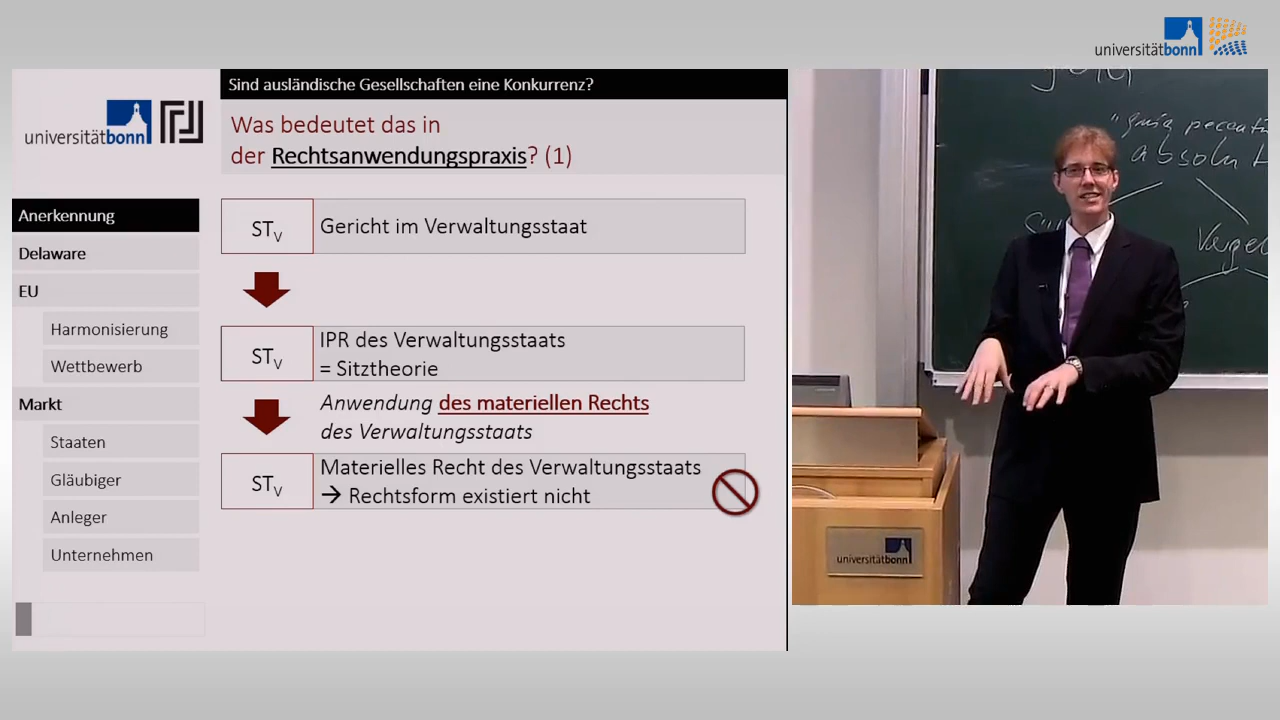 universitätbonn
Sind ausländische Gesellschaften eine Konkurrenz?
universitätbonn
Was bedeutet das in
der Rechtsanwendungspraxis? (1)
Anerkennung
Delaware
EU
Harmonisierung
Wettbewerb
Markt
Staaten
Gläubiger
Anleger
Unternehmen
STV
Gericht im Verwaltungsstaat
STV
IPR des Verwaltungsstaats
= Sitztheorie
Anwendung des materiellen Rechts
des Verwaltungsstaats
STV
Materielles Recht des Verwaltungsstaats
→ Rechtsform existiert nicht
absolut
universitätbonn